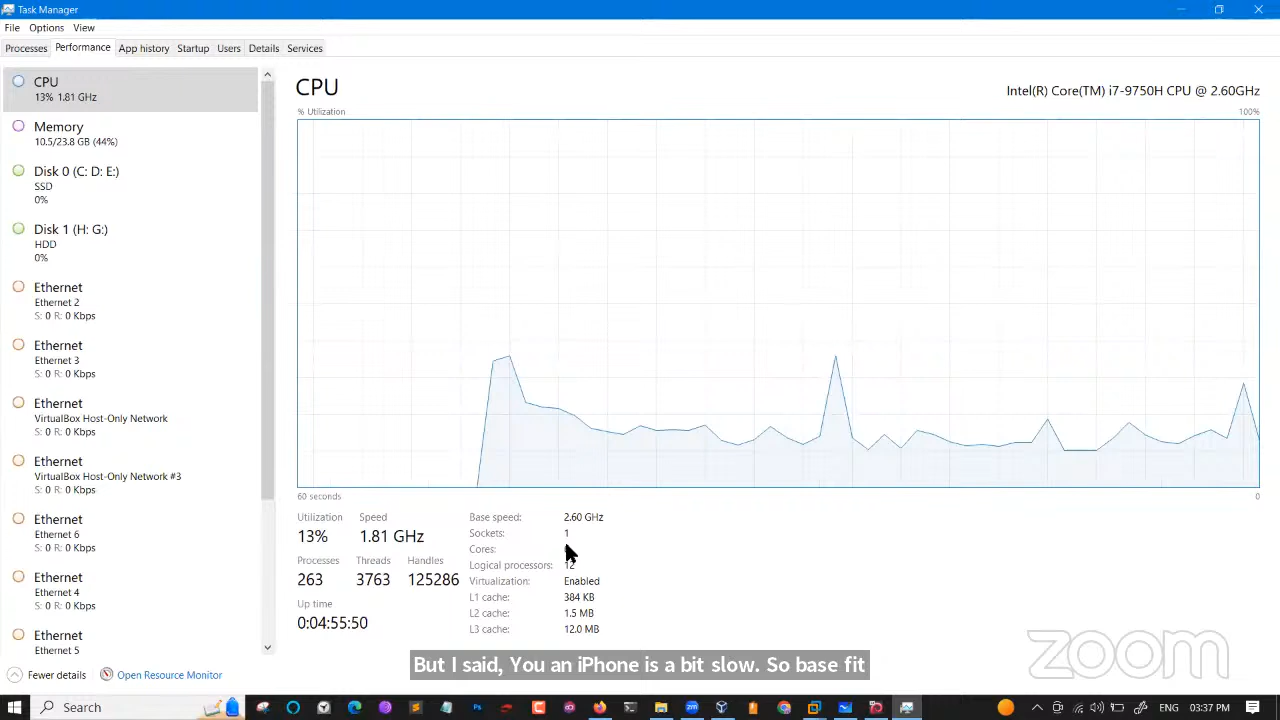 Task Manager
File Options View
Processes Performance App history Startup Users Details Services
CPU
13% 1.81 GHz
Memory
10.5/23.8 GB (44%)
Disk 0 (C: D: E:)
SSD
0%
Disk 1 (H: G:)
HDD
0%
Ethernet
Ethernet 2
S: 0 R: 0 Kbps
Ethernet
Ethernet 3
S: 0 R: 0 Kbps
Ethernet
VirtualBox Host-Only Network
S: 0 R: 0 Kbps
Ethernet
VirtualBox Host-Only Network #3
S: 0 R: 0 Kbps
Ethernet
Ethernet 6
S: 0 R: 0 Kbps
Ethernet
Ethernet 4
S: 0 R: 0 Kbps
Ethernet
Ethernet 5
CPU
Intel(R) Core(TM) i7-9750H CPU @ 2.60GHz
% Utilization
100%
60 seconds
0
Utilization Speed
13% 1.81 GHz
Processes Threads Handles
263 3763 125286
Up time
0:04:55:50
Base speed: 2.60 GHz
Sockets: 1
Cores:
Logical processors: 12
Virtualization: Enabled
L1 cache: 384 KB
L2 cache: 1.5 MB
L3 cache: 12.0 MB
zoom
But I said, You an iPhone is a bit slow. So base fit
Fewer details Open Resource Monitor
Search
ENG 03:37 PM